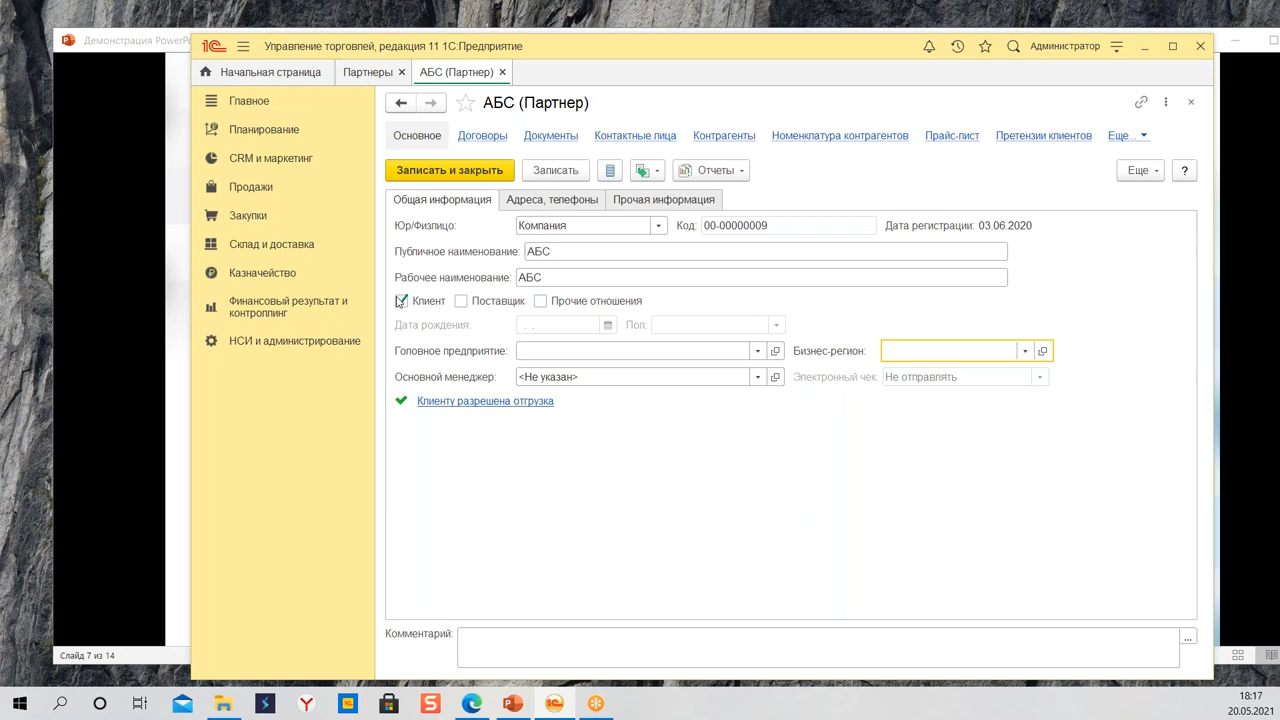 Демонстрация PowerPo
1С Управление торговлей, редакция 11 1С:Предприятие Администратор
Начальная страница Партнеры АБС (Партнер)
Главное
Планирование
CRM и маркетинг
Продажи
Закупки
Склад и доставка
Казначейство
Финансовый результат и
контроллинг
НСИ и администрирование
АБС (Партнер)
Основное Договоры Документы Контактные лица Контрагенты Номенклатура контрагентов Прайс-лист Претензии клиентов Еще...
Записать и закрыть Записать Отчеты Еще ?
Общая информация Адреса, телефоны Прочая информация
Юр/Физлицо: Компания Код: 00-00000009 Дата регистрации: 03.06.2020
Публичное наименование: АБС
Рабочее наименование: АБС
Клиент Поставщик Прочие отношения
Дата рождения: . . Пол:
Головное предприятие: Бизнес-регион:
Основной менеджер: <Не указан> Электронный чек: Не отправлять
Клиенту разрешена отгрузка
Комментарий: ...
Слайд 7 из 14
18:17
20.05.2021